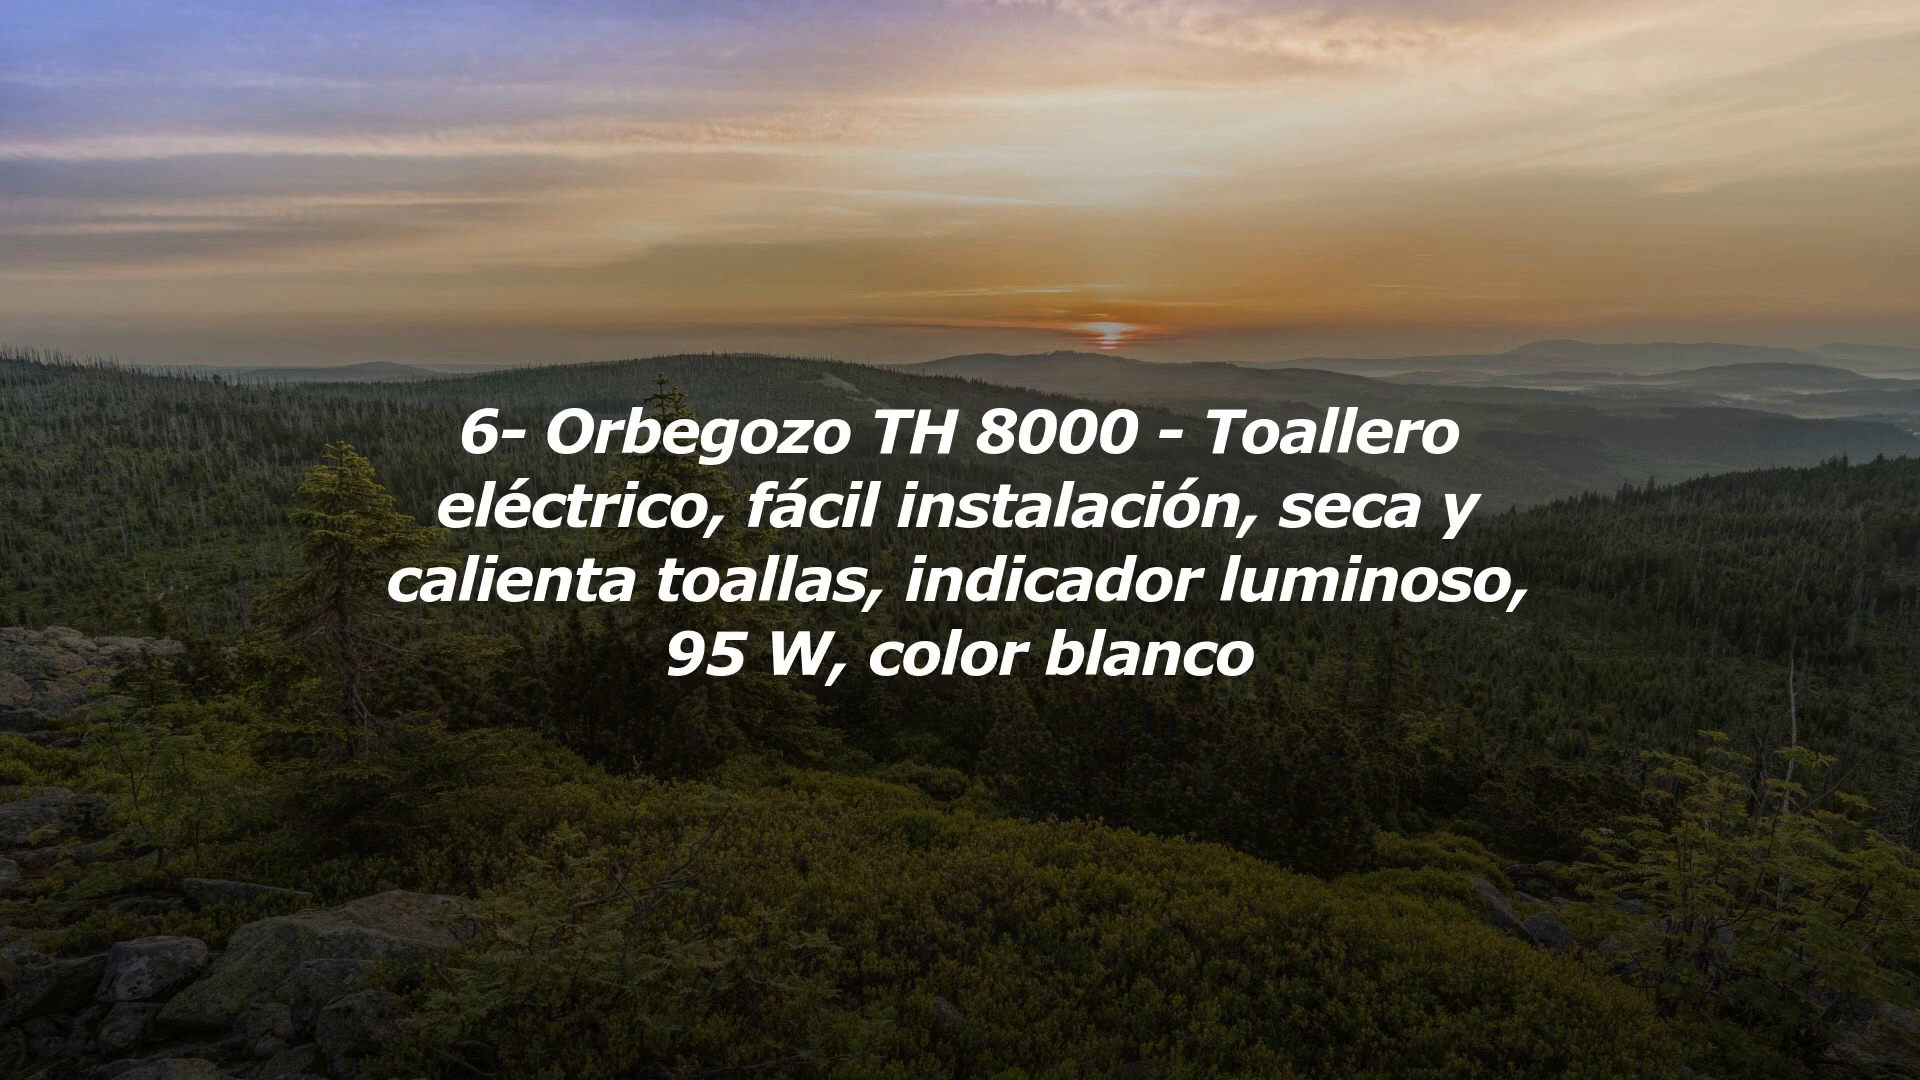 6- Orbegozo TH 8000 - Toallero
eléctrico, fácil instalación, seca y
calienta toallas, indicador luminoso,
95 W, color blanco